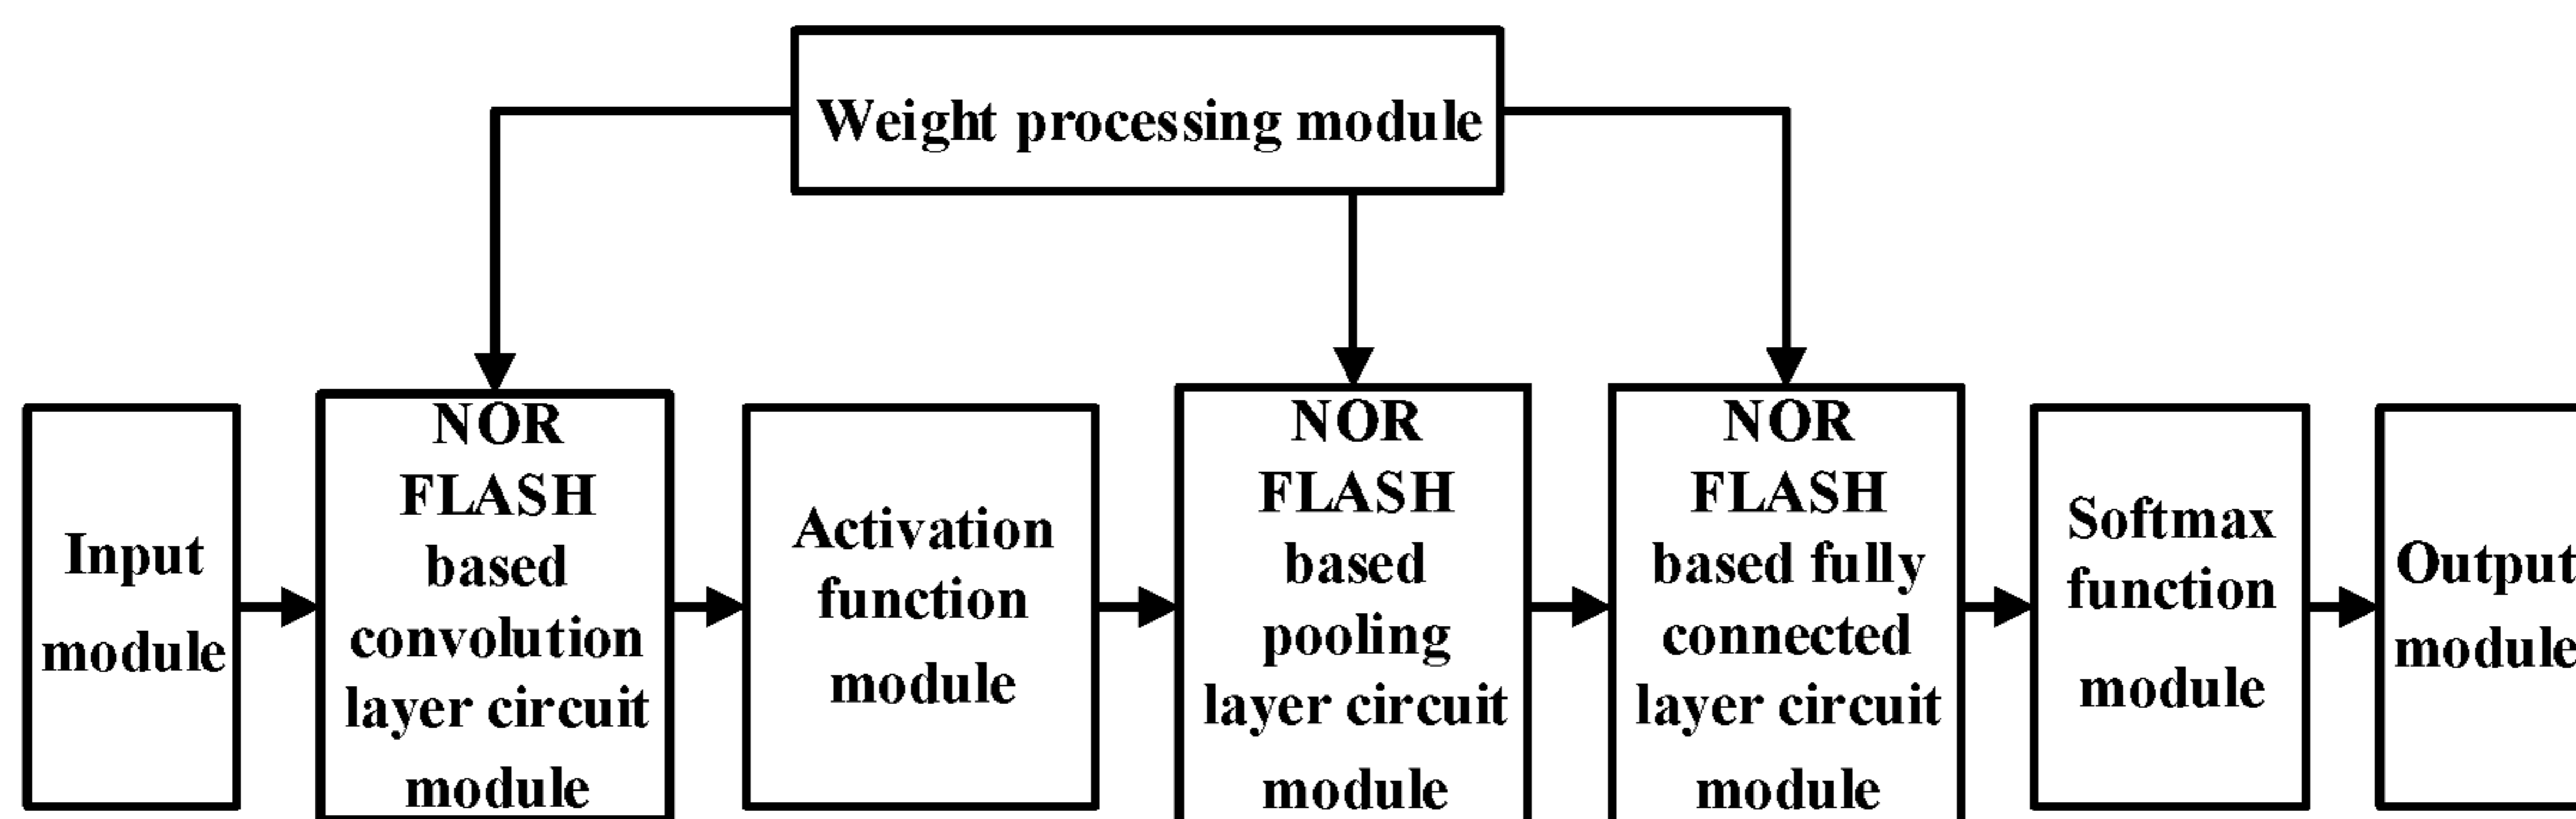 Weight processing module
Input
module
NOR
FLASH
based
convolution
layer circuit
module
Activation
function
module
NOR
FLASH
based
pooling
layer circuit
module
NOR
FLASH
based fully
connected
layer circuit
module
Softmax
function
module
Output
module